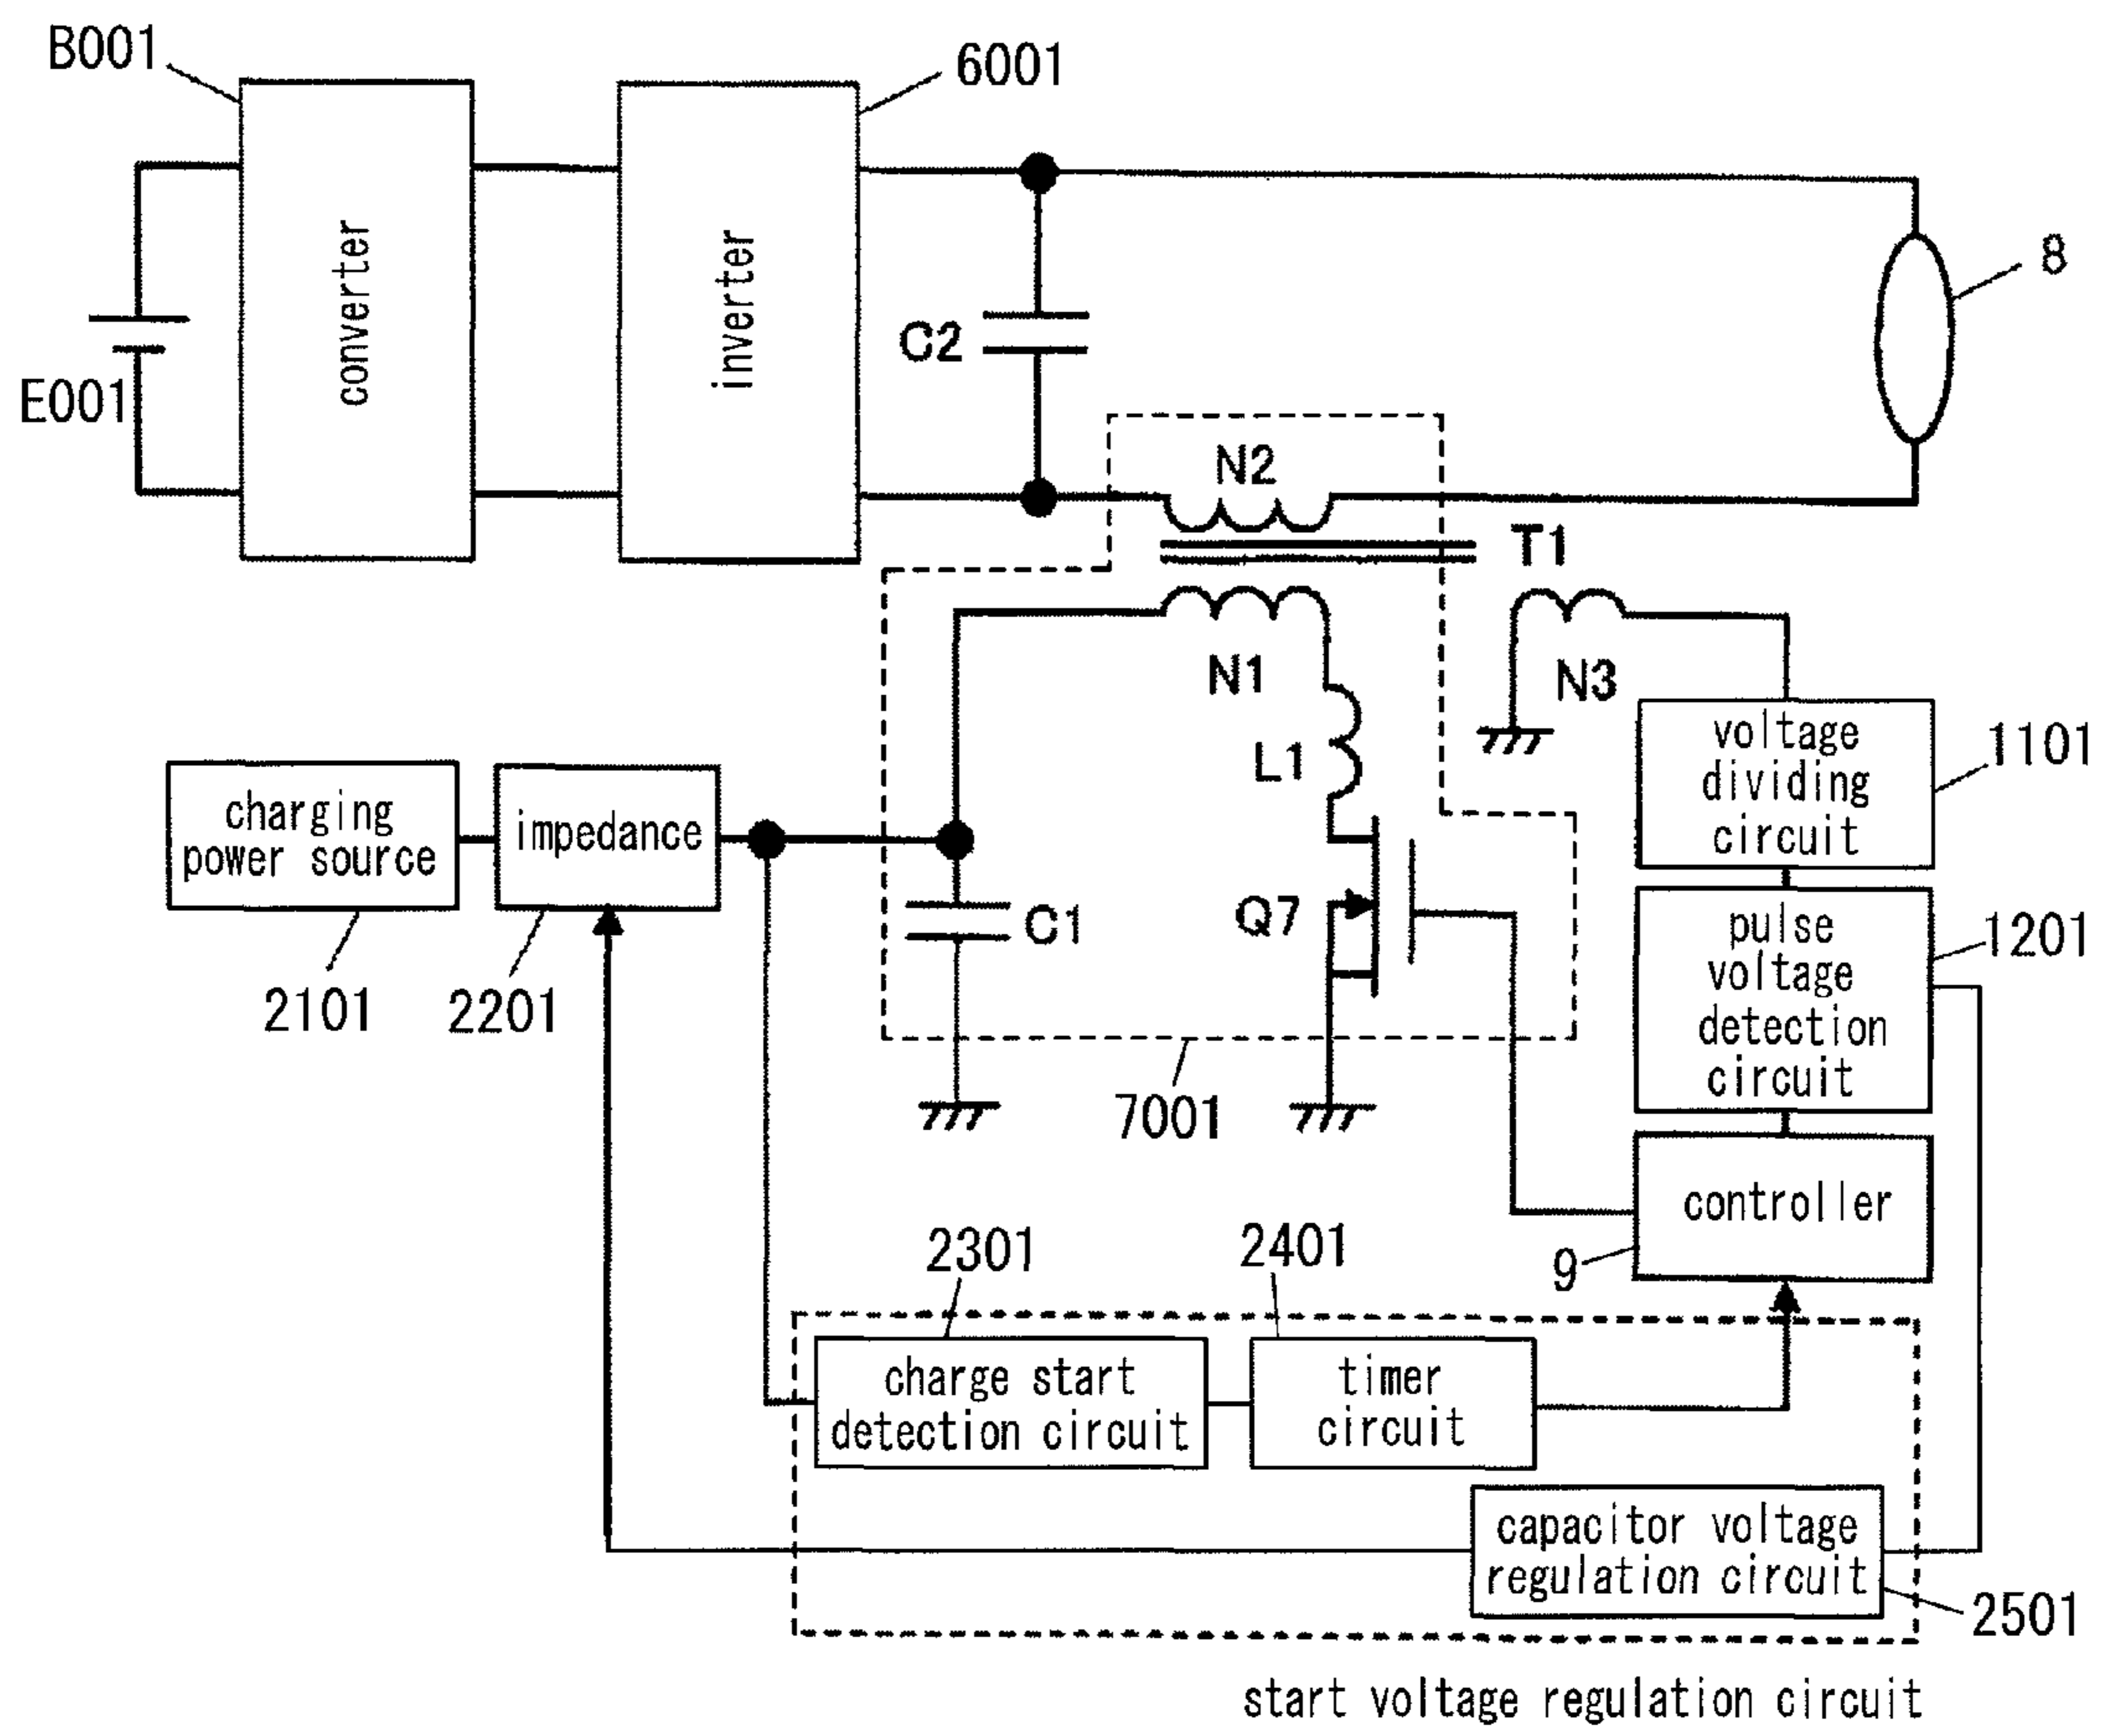 B001
6001
converter
inverter
8
C2
E001
N2
T1
N1
N3
L1
voltage
dividing
circuit
1101
charging
power source
impedance
C1
Q7
pulse
voltage
detection
circuit
1201
2101
2201
7001
controller
9
2301
2401
charge start
detection circuit
timer
circuit
capacitor voltage
regulation circuit
2501
start voltage regulation circuit